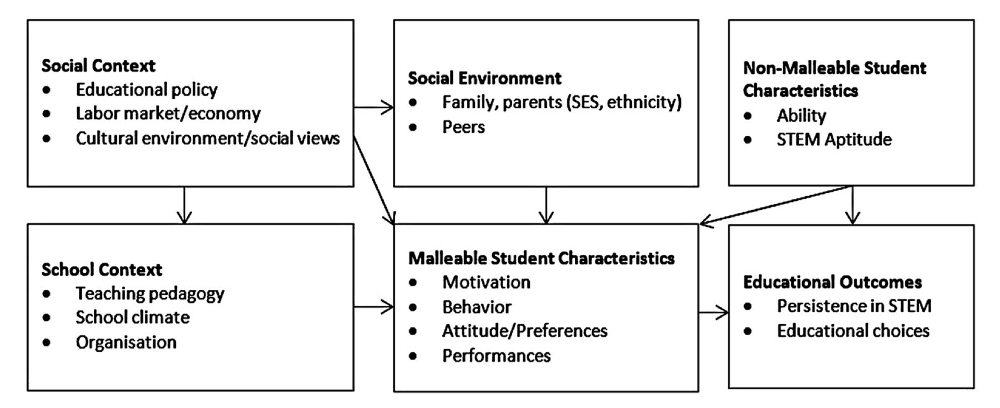 Social Context
• Educational policy
• Labor market/economy
• Cultural environment/social views
Social Environment
• Family, parents (SES, ethnicity)
• Peers
Non-Malleable Student
Characteristics
• Ability
• STEM Aptitude
School Context
• Teaching pedagogy
• School climate
• Organisation
Malleable Student Characteristics
• Motivation
• Behavior
• Attitude/Preferences
• Performances
Educational Outcomes
• Persistence in STEM
• Educational choices